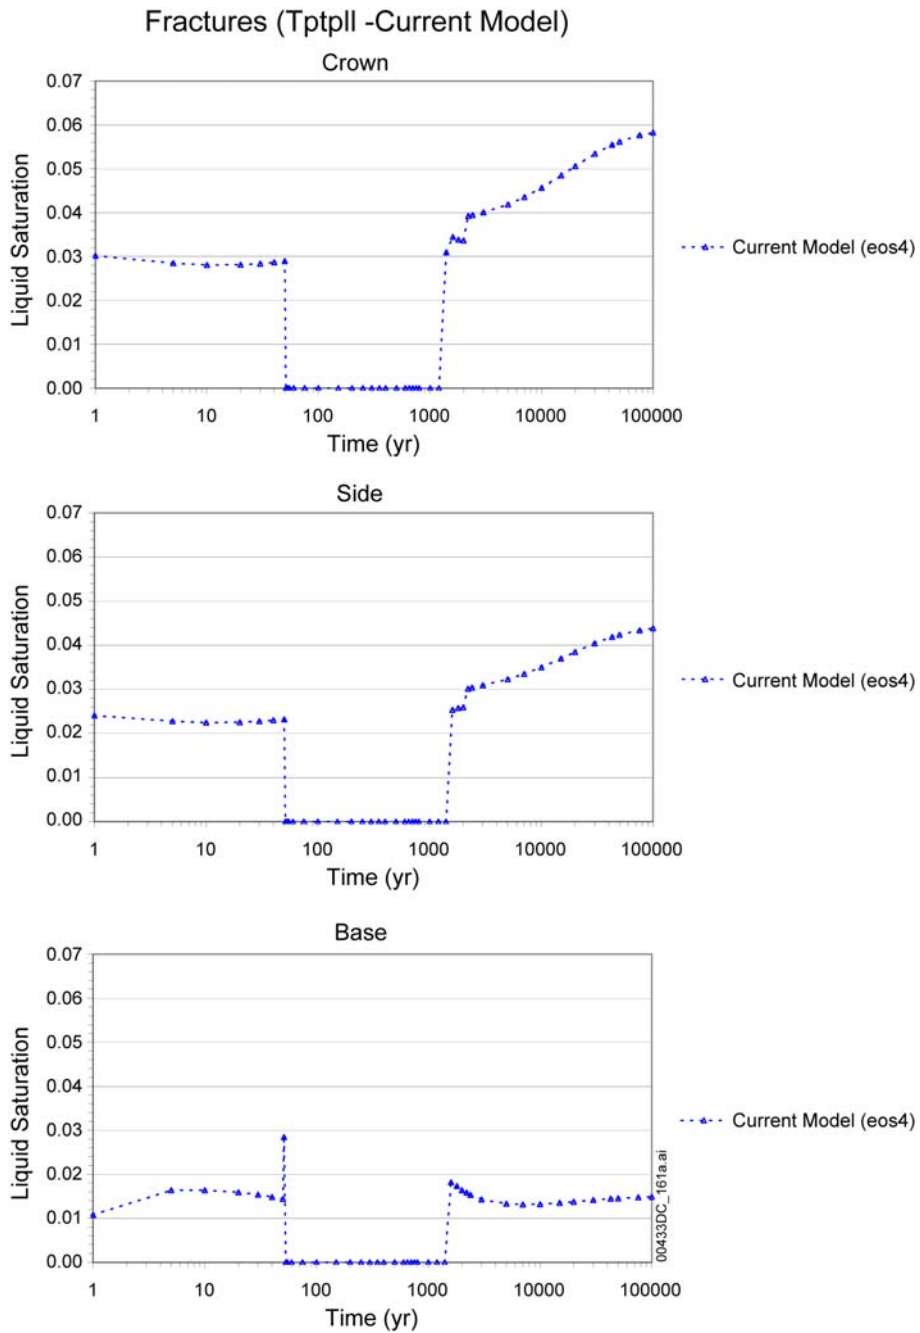 Fractures (Tptpll -Current Model)
Crown
0.07
0.06
0.05
0.04
0.03
0.02
0.01
0.00
Liquid Saturation
1 10 100 1000 10000 100000
Time (yr)
Current Model (eos4)
Side
0.07
0.06
0.05
0.04
0.03
0.02
0.01
0.00
Liquid Saturation
1 10 100 1000 10000 100000
Time (yr)
Current Model (eos4)
Base
0.07
0.06
0.05
0.04
0.03
0.02
0.01
0.00
Liquid Saturation
1 10 100 1000 10000 100000
Time (yr)
Current Model (eos4)
00433DC_161a.ai